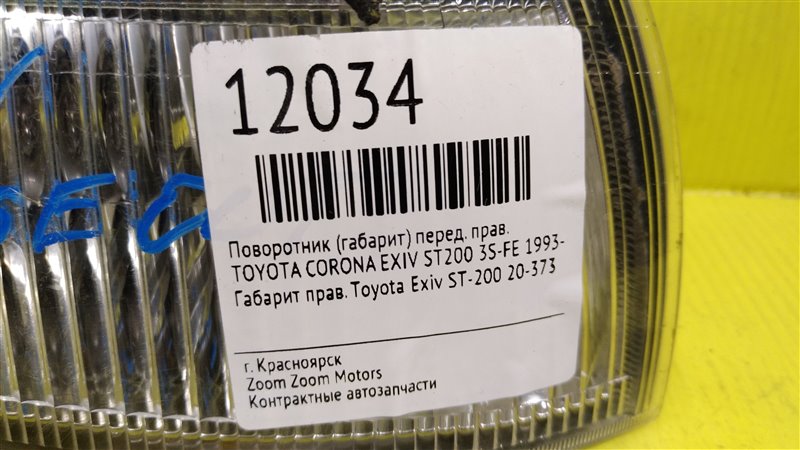 12034
Поворотник (габарит) перед. прав.
TOYOTA CORONA EXIV ST200 3S-FE 1993-
Габарит прав. Toyota Exiv ST-200 20-373
г. Красноярск
Zoom Zoom Motors
Контрактные автозапчасти